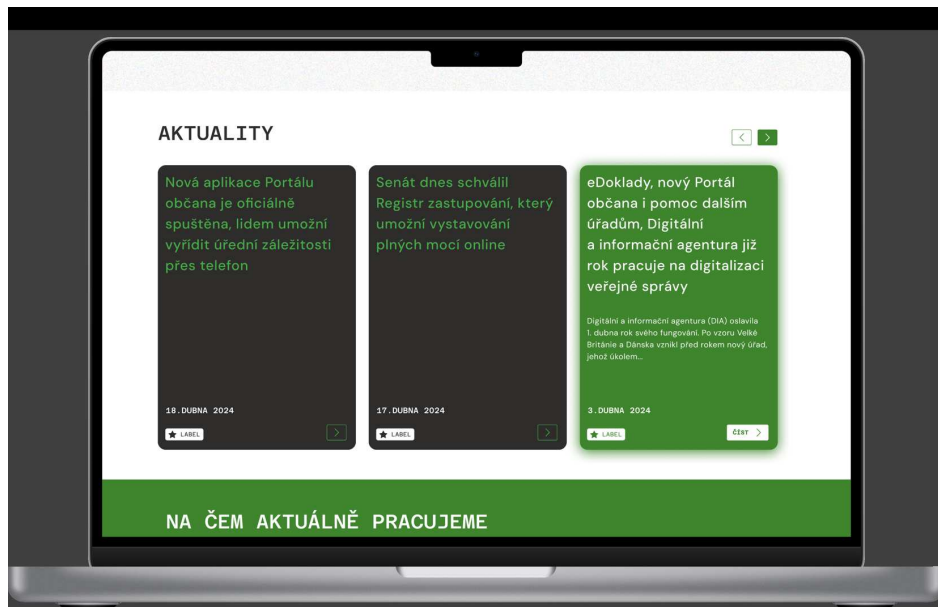 AKTUALITY
Nová aplikace Portálu
občana je oficiálně
spuštěna, lidem umožní
vyřídit úřední záležitosti
přes telefon
18.DUBNA 2024
LABEL
Senát dnes schválil
Registr zastupování, který
umožní vystavování
plných mocí online
17.DUBNA 2024
LABEL
eDoklady, nový Portál
občana i pomoc dalším
úřadům, Digitální
a informační agentura již
rok pracuje na digitalizaci
veřejné správy
Digitální a informační agentura (DIA) oslavila
1. dubna rok svého fungování. Po vzoru Velké
Británie a Dánska vznikl před rokem nový úřad,
jehož úkolem...
3.DUBNA 2024
LABEL
ČÍST
NA ČEM AKTUÁLNĚ PRACUJEME